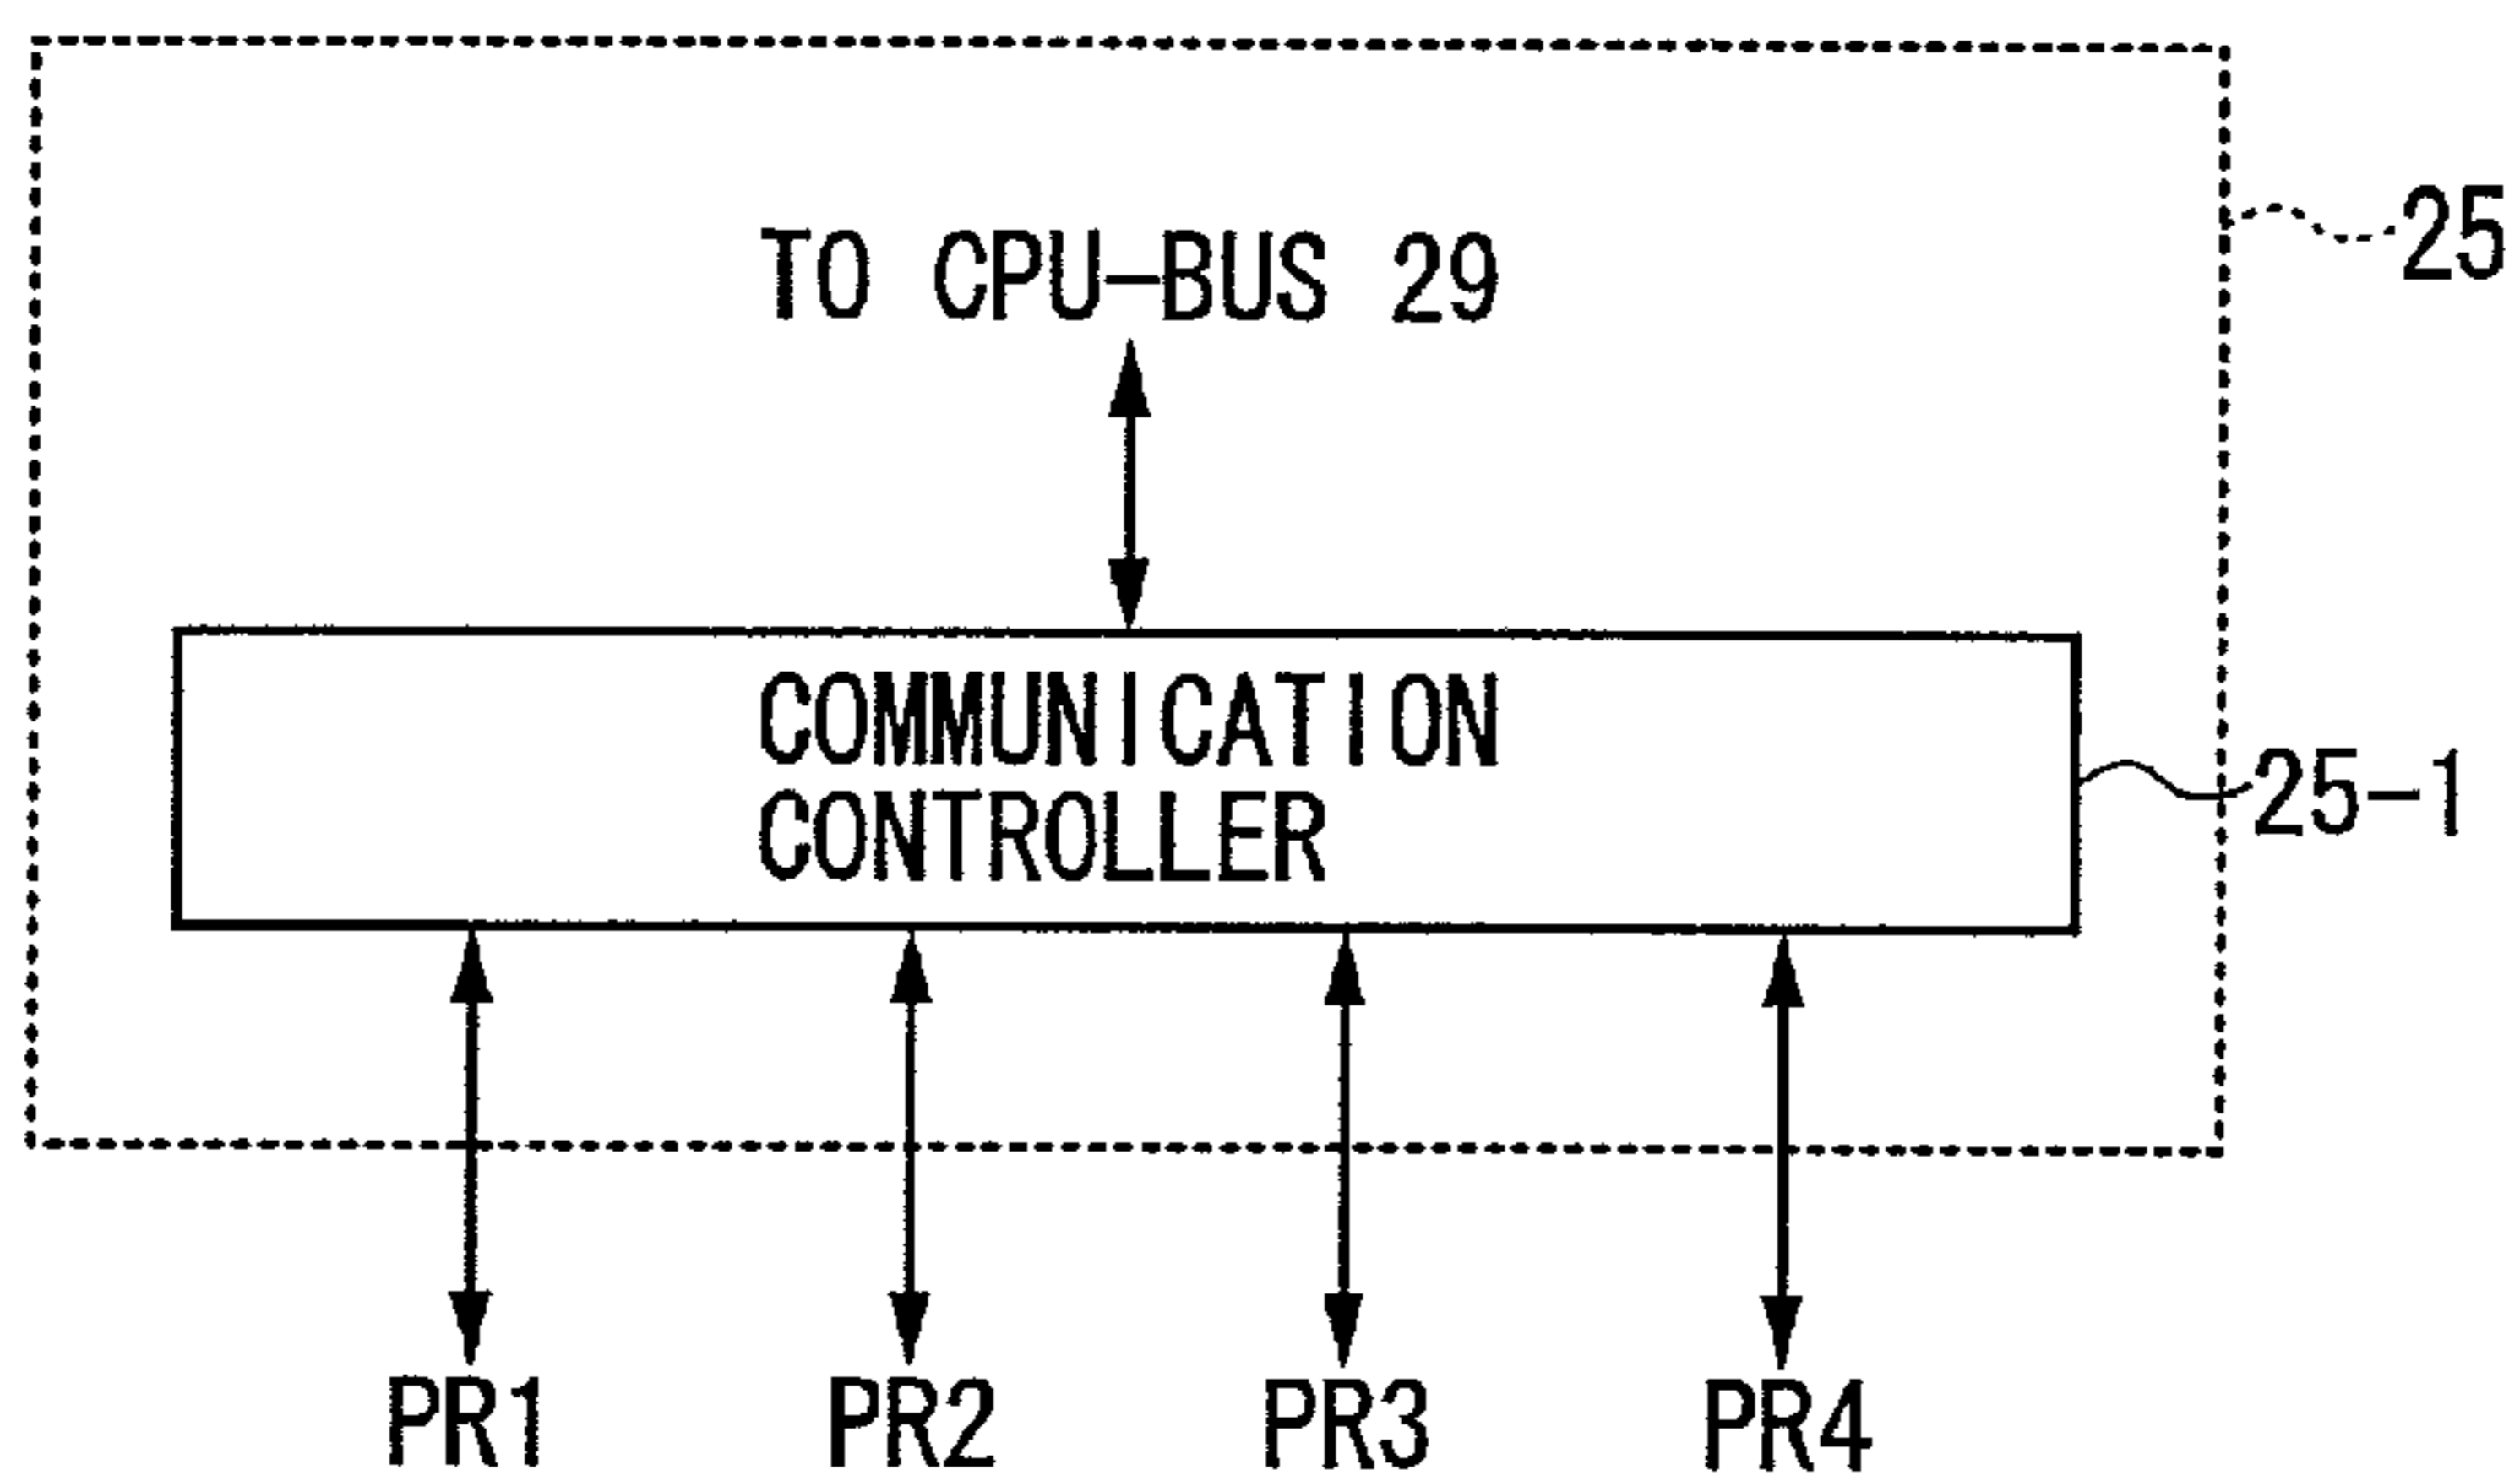 25
TO CPU-BUS 29
COMMUNICATION
CONTROLLER
25-1
PR1 PR2 PR3 PR4